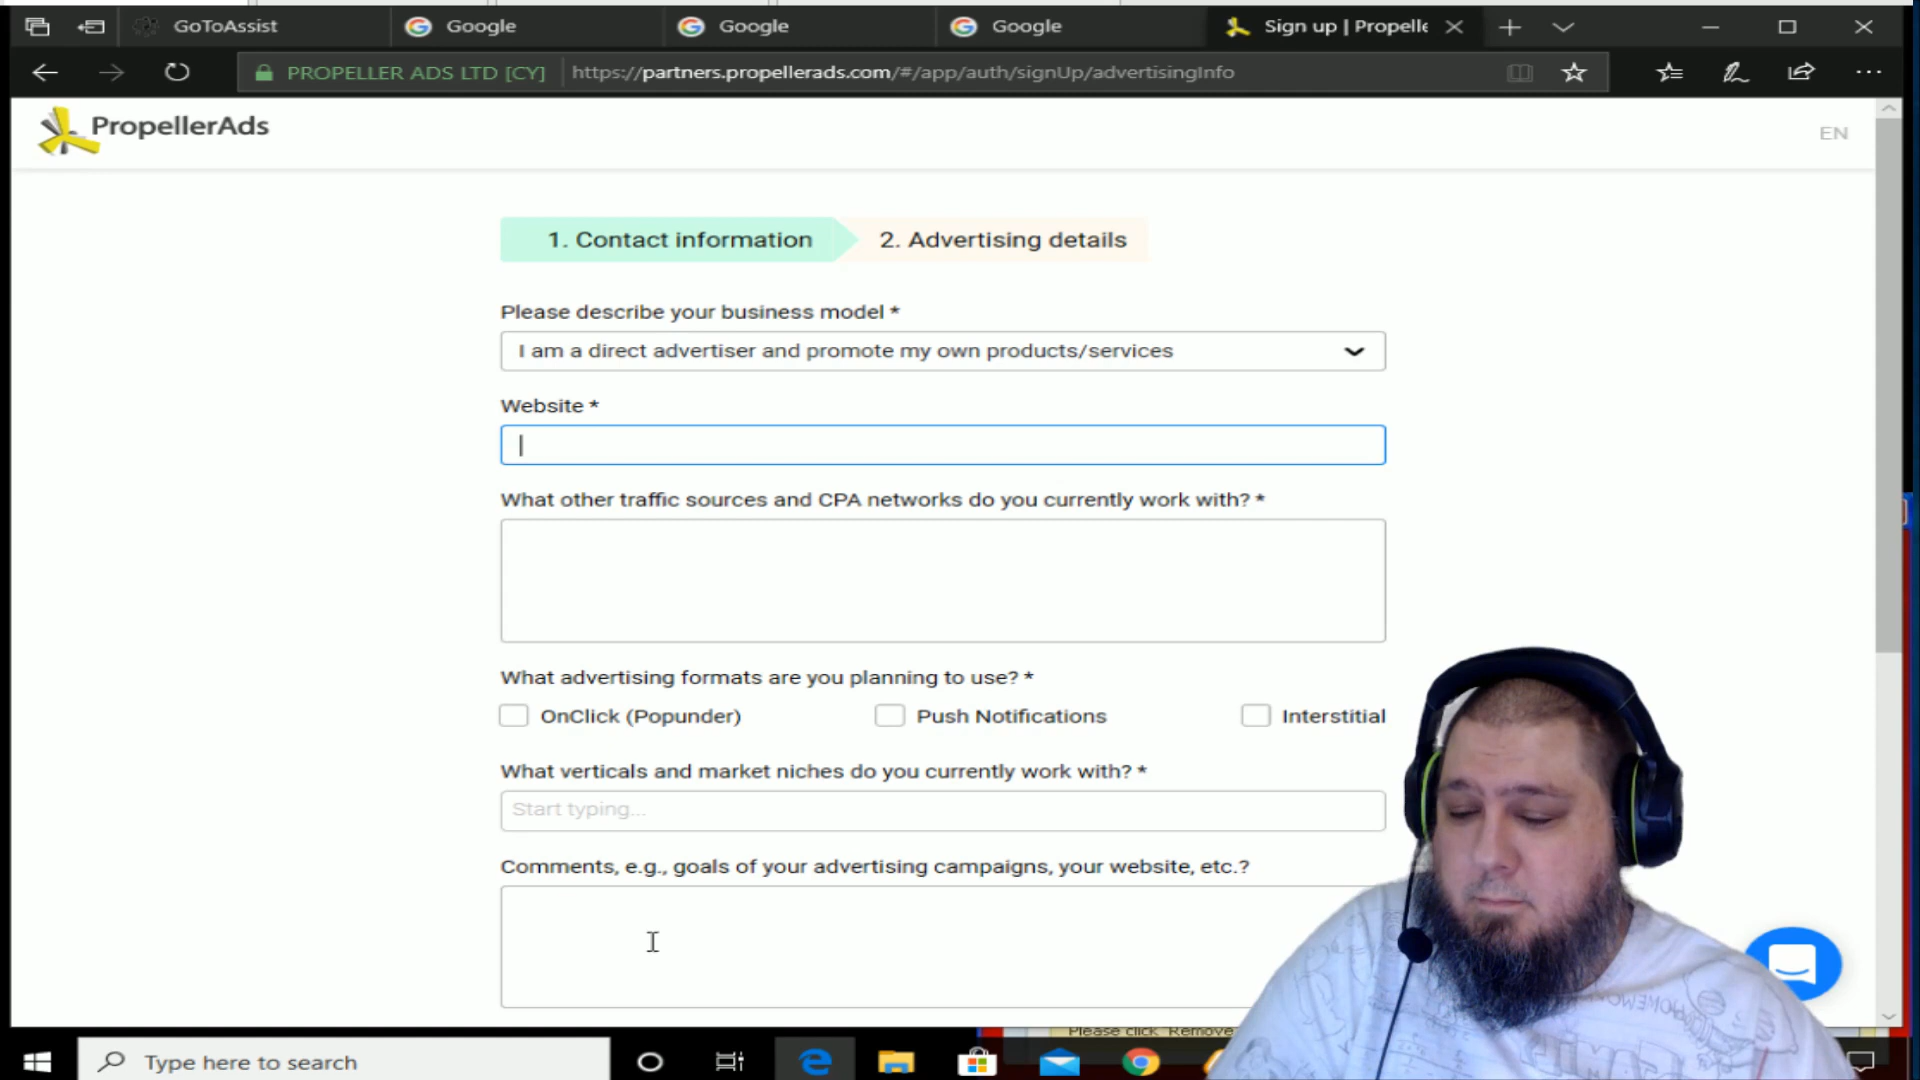 GoToAssist
Google
Google
Google
Sign up | Propelle
PROPELLER ADS LTD [CY]
https://partners.propellerads.com/#/app/auth/signUp/advertisingInfo
PropellerAds
EN
1. Contact information
2. Advertising details
Please describe your business model *
I am a direct advertiser and promote my own products/services
Website *
What other traffic sources and CPA networks do you currently work with? *
What advertising formats are you planning to use? *
OnClick (Popunder)
Push Notifications
Interstitial
What verticals and market niches do you currently work with? *
Start typing...
Comments, e.g., goals of your advertising campaigns, your website, etc.?
Please click 'Remove
Type here to search